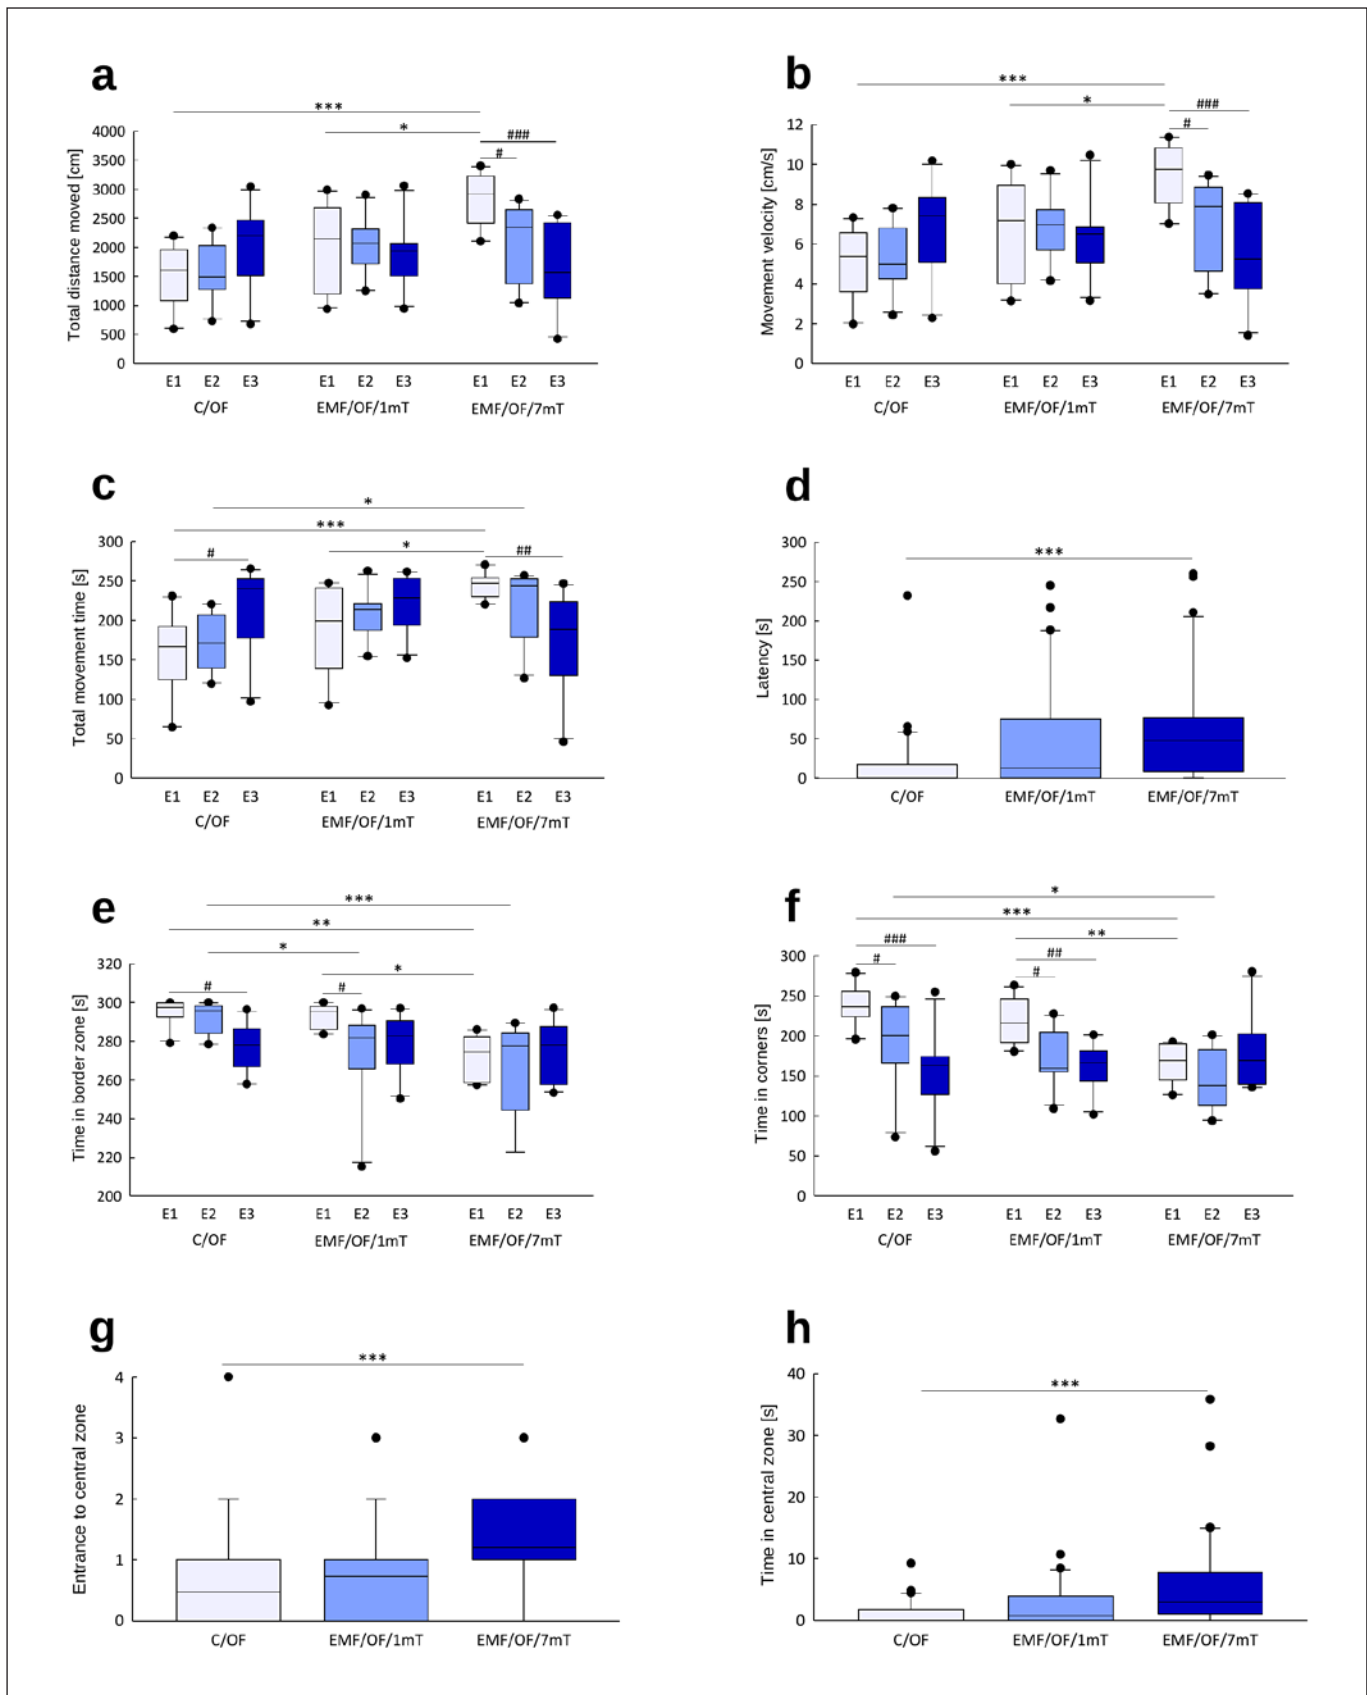 a
***
*
###
#
Total distance moved [cm]
4000
3500
3000
2500
2000
1500
1000
500
0
E1 E2 E3 E1 E2 E3 E1 E2 E3
C/OF EMF/OF/1mT EMF/OF/7mT
b
***
*
###
#
Movement velocity [cm/s]
12
10
8
6
4
2
0
E1 E2 E3 E1 E2 E3 E1 E2 E3
C/OF EMF/OF/1mT EMF/OF/7mT
c
*
***
#
*
##
Total movement time [s]
300
250
200
150
100
50
0
E1 E2 E3 E1 E2 E3 E1 E2 E3
C/OF EMF/OF/1mT EMF/OF/7mT
d
***
Latency [s]
300
250
200
150
100
50
0
C/OF EMF/OF/1mT EMF/OF/7mT
e
***
**
*
*
#
#
Time in border zone [s]
320
300
280
260
240
220
200
E1 E2 E3 E1 E2 E3 E1 E2 E3
C/OF EMF/OF/1mT EMF/OF/7mT
f
*
***
**
###
#
##
#
Time in corners [s]
300
250
200
150
100
50
0
E1 E2 E3 E1 E2 E3 E1 E2 E3
C/OF EMF/OF/1mT EMF/OF/7mT
g
***
Entrance to central zone
4
3
2
1
0
C/OF EMF/OF/1mT EMF/OF/7mT
h
***
Time in central zone [s]
40
30
20
10
0
C/OF EMF/OF/1mT EMF/OF/7mT